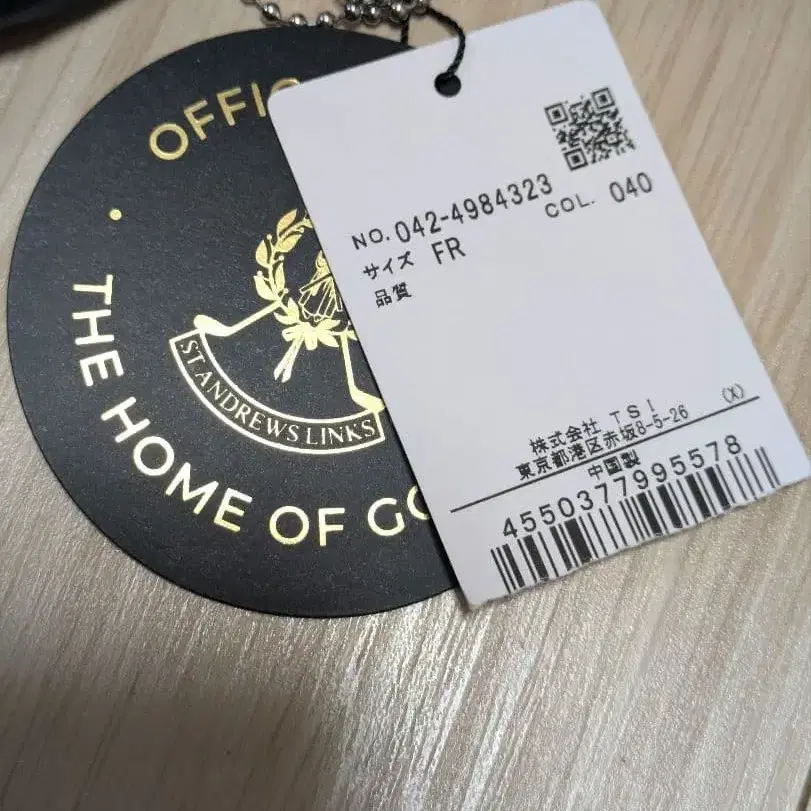 OFFIC
THE HOME OF GO
ST ANDREWS LINKS
NO. 042-4984323
COL. 040
サイズ FR
品質
株式会社 TSI
東京都港区赤坂8-5-26 (X)
中国製
4550377995578